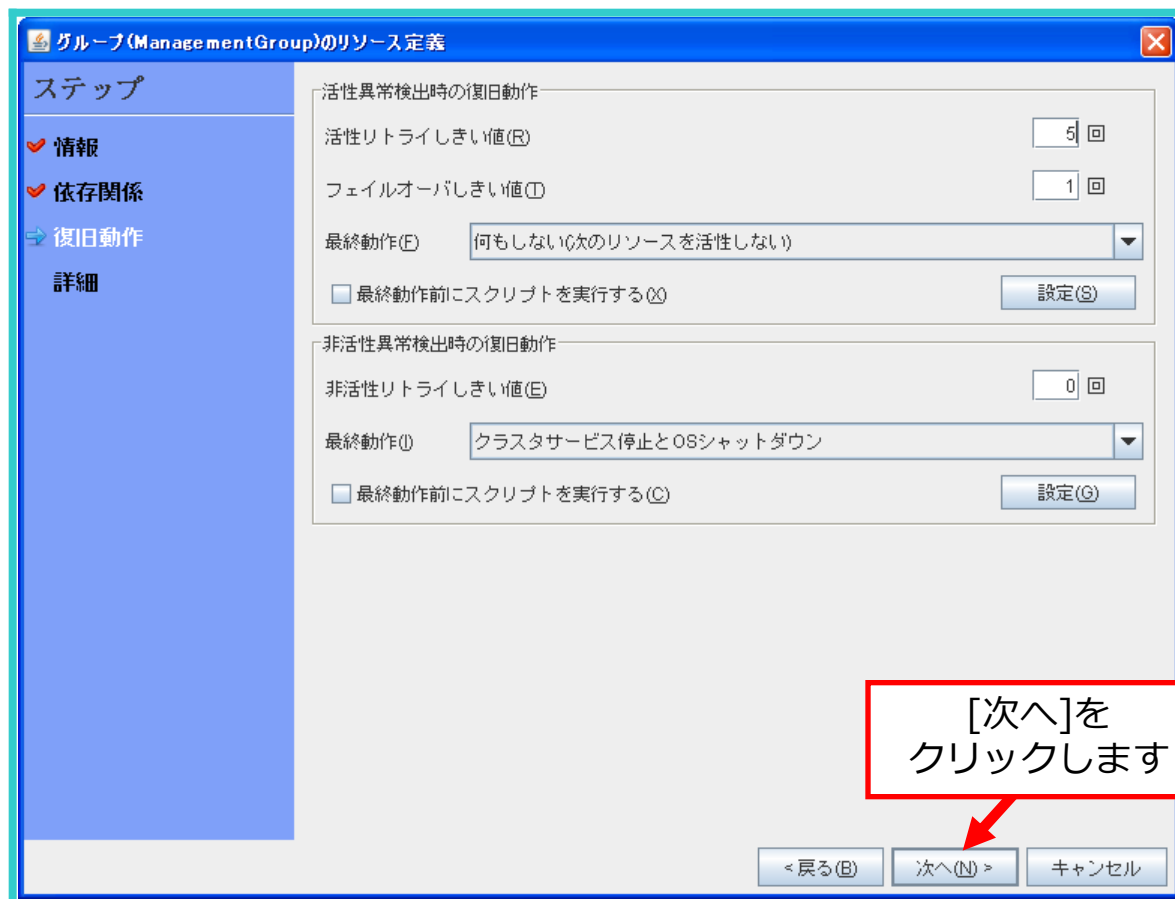 グループ(ManagementGroup)のリソース定義
ステップ
情報
依存関係
復旧動作
詳細
活性異常検出時の復旧動作
活性リトライしきい値(R)
5 回
フェイルオーバしきい値(T)
1 回
最終動作(F)
何もしない(次のリソースを活性しない)
最終動作前にスクリプトを実行する(X)
設定(S)
非活性異常検出時の復旧動作
非活性リトライしきい値(E)
0 回
最終動作(I)
クラスタサービス停止とOSシャットダウン
最終動作前にスクリプトを実行する(C)
設定(G)
[次へ]を
クリックします
<戻る(B)
次へ(N)>
キャンセル